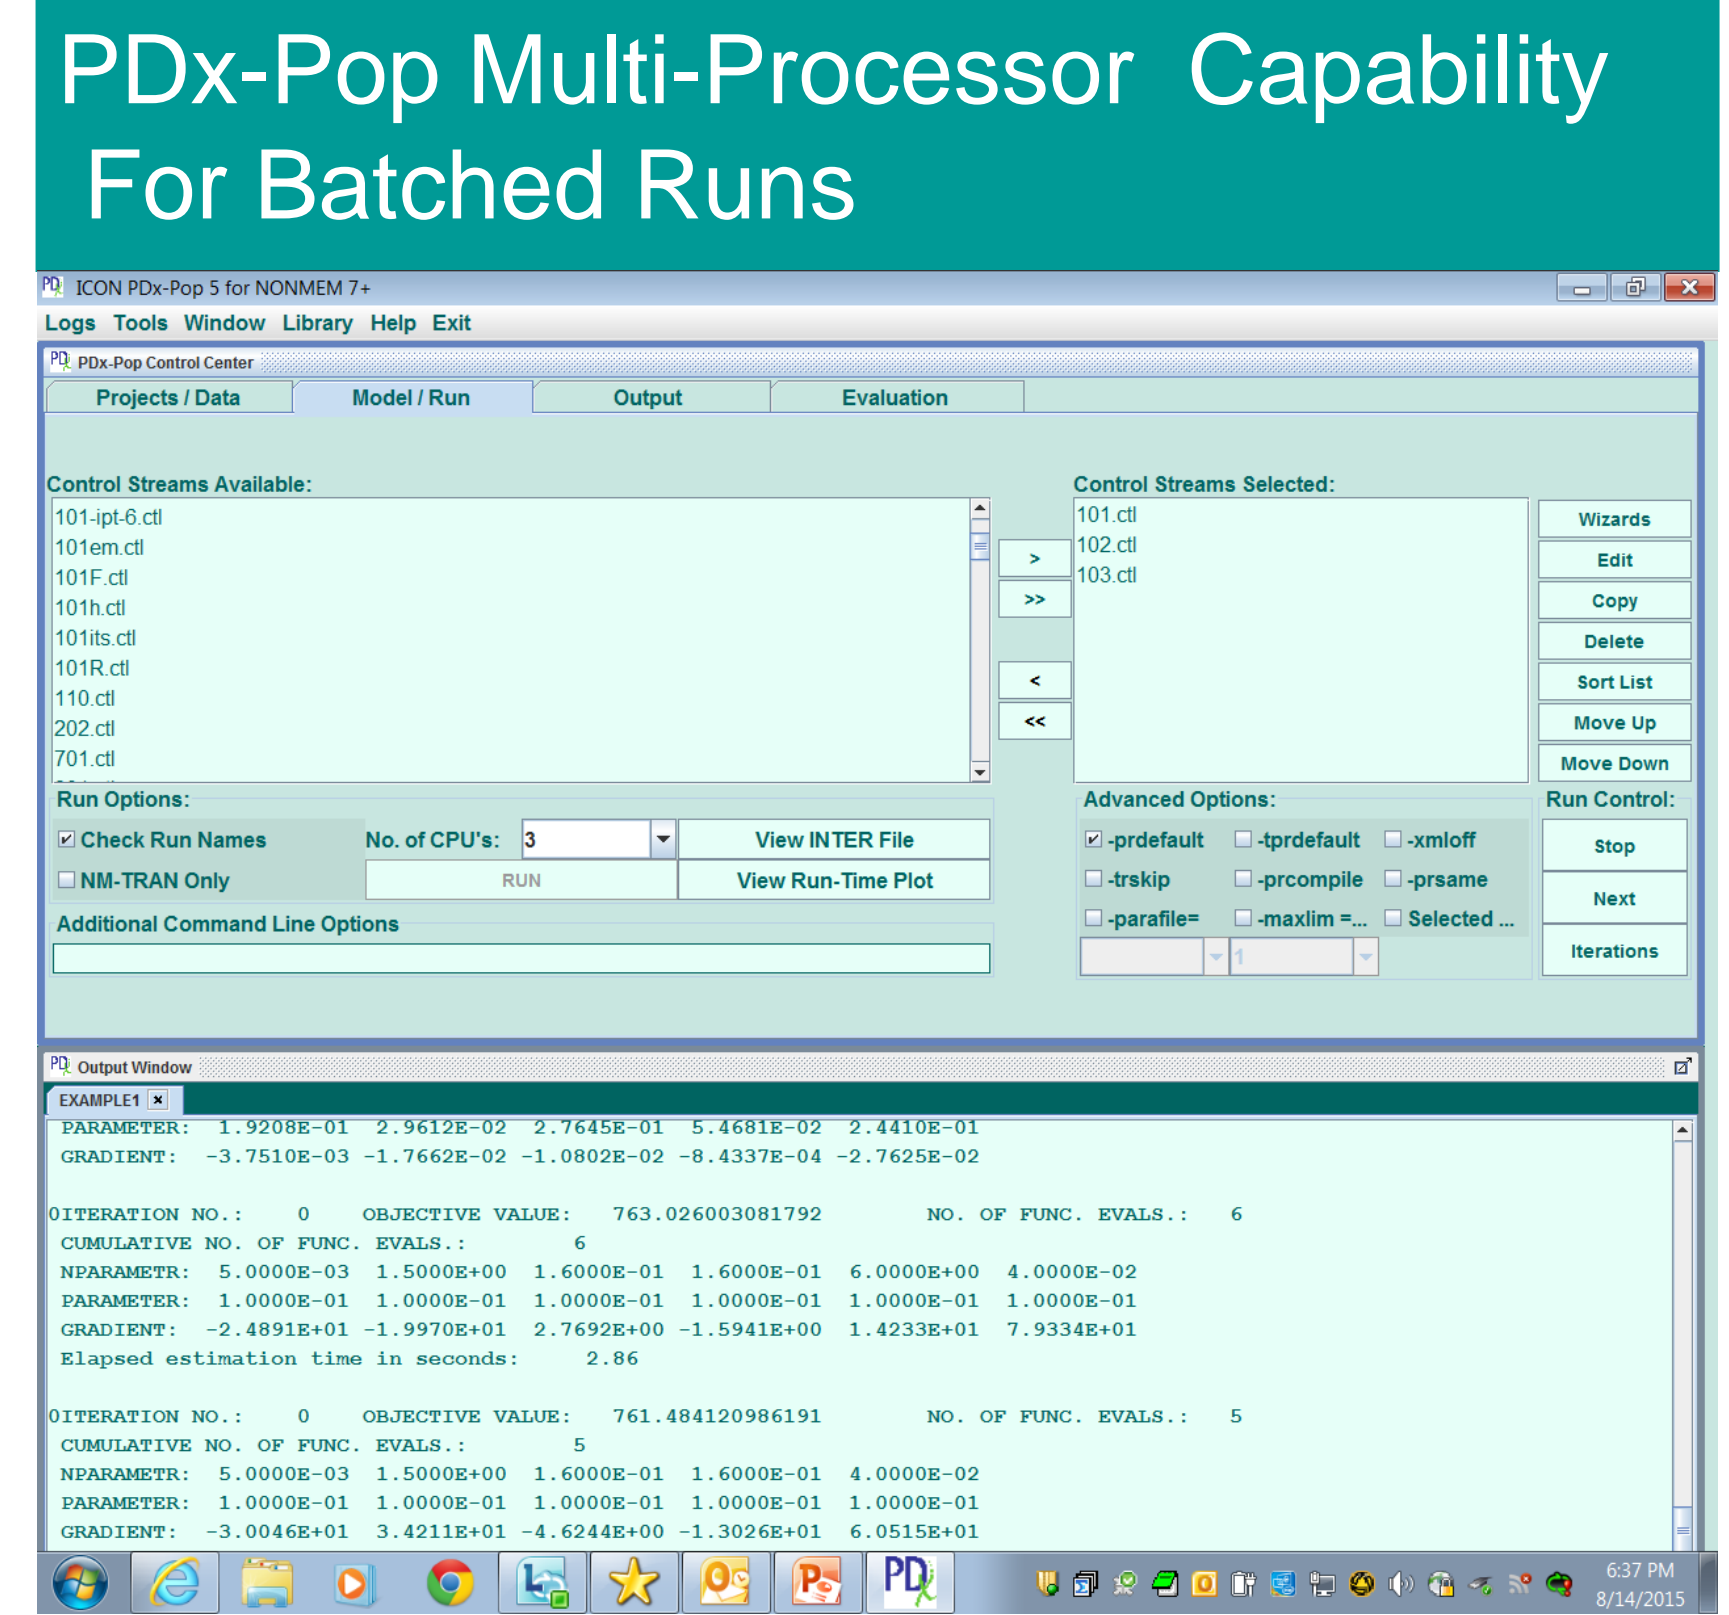 PDx-Pop Multi-Processor Capability
For Batched Runs
ICON PDx-Pop 5 for NONMEM 7+
Logs Tools Window Library Help Exit
PDx-Pop Control Center
Projects / Data Model / Run Output Evaluation
Control Streams Available: Control Streams Selected:
101-ipt-6.ctl
101em.ctl
101F.ctl
101h.ctl
101its.ctl
101R.ctl
110.ctl
202.ctl
701.ctl
>
>>
<
<<
101.ctl
102.ctl
103.ctl
Wizards
Edit
Copy
Delete
Sort List
Move Up
Move Down
Run Options:
Check Run Names No. of CPU's: 3 View INTER File
NM-TRAN Only RUN View Run-Time Plot
Additional Command Line Options
Advanced Options:
-prdefault -tprdefault -xmloff
-trskip -prcompile -prsame
-parafile= -maxlim =... Selected ...
1
Run Control:
Stop
Next
Iterations
Output Window
EXAMPLE1
PARAMETER: 1.9208E-01 2.9612E-02 2.7645E-01 5.4681E-02 2.4410E-01
GRADIENT: -3.7510E-03 -1.7662E-02 -1.0802E-02 -8.4337E-04 -2.7625E-02
0ITERATION NO.: 0 OBJECTIVE VALUE: 763.026003081792 NO. OF FUNC. EVALS.: 6
CUMULATIVE NO. OF FUNC. EVALS.: 6
NPARAMETR: 5.0000E-03 1.5000E+00 1.6000E-01 1.6000E-01 6.0000E+00 4.0000E-02
PARAMETER: 1.0000E-01 1.0000E-01 1.0000E-01 1.0000E-01 1.0000E-01 1.0000E-01
GRADIENT: -2.4891E+01 -1.9970E+01 2.7692E+00 -1.5941E+00 1.4233E+01 7.9334E+01
Elapsed estimation time in seconds: 2.86
0ITERATION NO.: 0 OBJECTIVE VALUE: 761.484120986191 NO. OF FUNC. EVALS.: 5
CUMULATIVE NO. OF FUNC. EVALS.: 5
NPARAMETR: 5.0000E-03 1.5000E+00 1.6000E-01 1.6000E-01 4.0000E-02
PARAMETER: 1.0000E-01 1.0000E-01 1.0000E-01 1.0000E-01 1.0000E-01
GRADIENT: -3.0046E+01 3.4211E+01 -4.6244E+00 -1.3026E+01 6.0515E+01
6:37 PM
8/14/2015